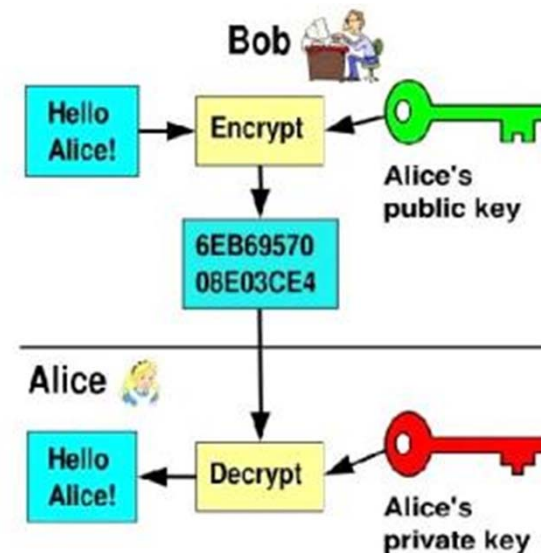 Bob
Hello
Alice!
Encrypt
Alice's
public key
6EB69570
08E03CE4
Alice
Hello
Alice!
Decrypt
Alice's
private key